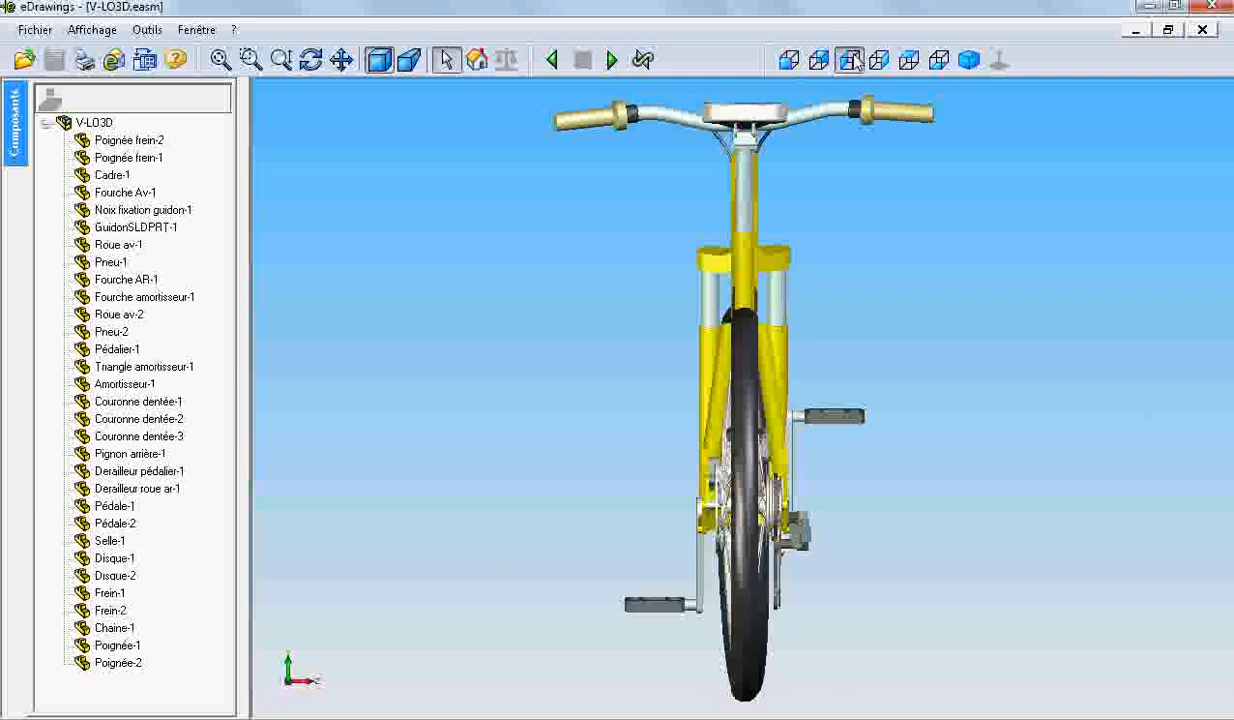 eDrawings - [V-LO3D.easm]
Fichier Affichage Outils Fenêtre ?
Composants
V-LO3D
Poignée frein-2
Poignée frein-1
Cadre-1
Fourche Av-1
Noix fixation guidon-1
GuidonSLDPRT-1
Roue av-1
Pneu-1
Fourche AR-1
Fourche amortisseur-1
Roue av-2
Pneu-2
Pédalier-1
Triangle amortisseur-1
Amortisseur-1
Couronne dentée-1
Couronne dentée-2
Couronne dentée-3
Pignon arrière-1
Derailleur pédalier-1
Derailleur roue ar-1
Pédale-1
Pédale-2
Selle-1
Disque-1
Disque-2
Frein-1
Frein-2
Chaine-1
Poignée-1
Poignée-2